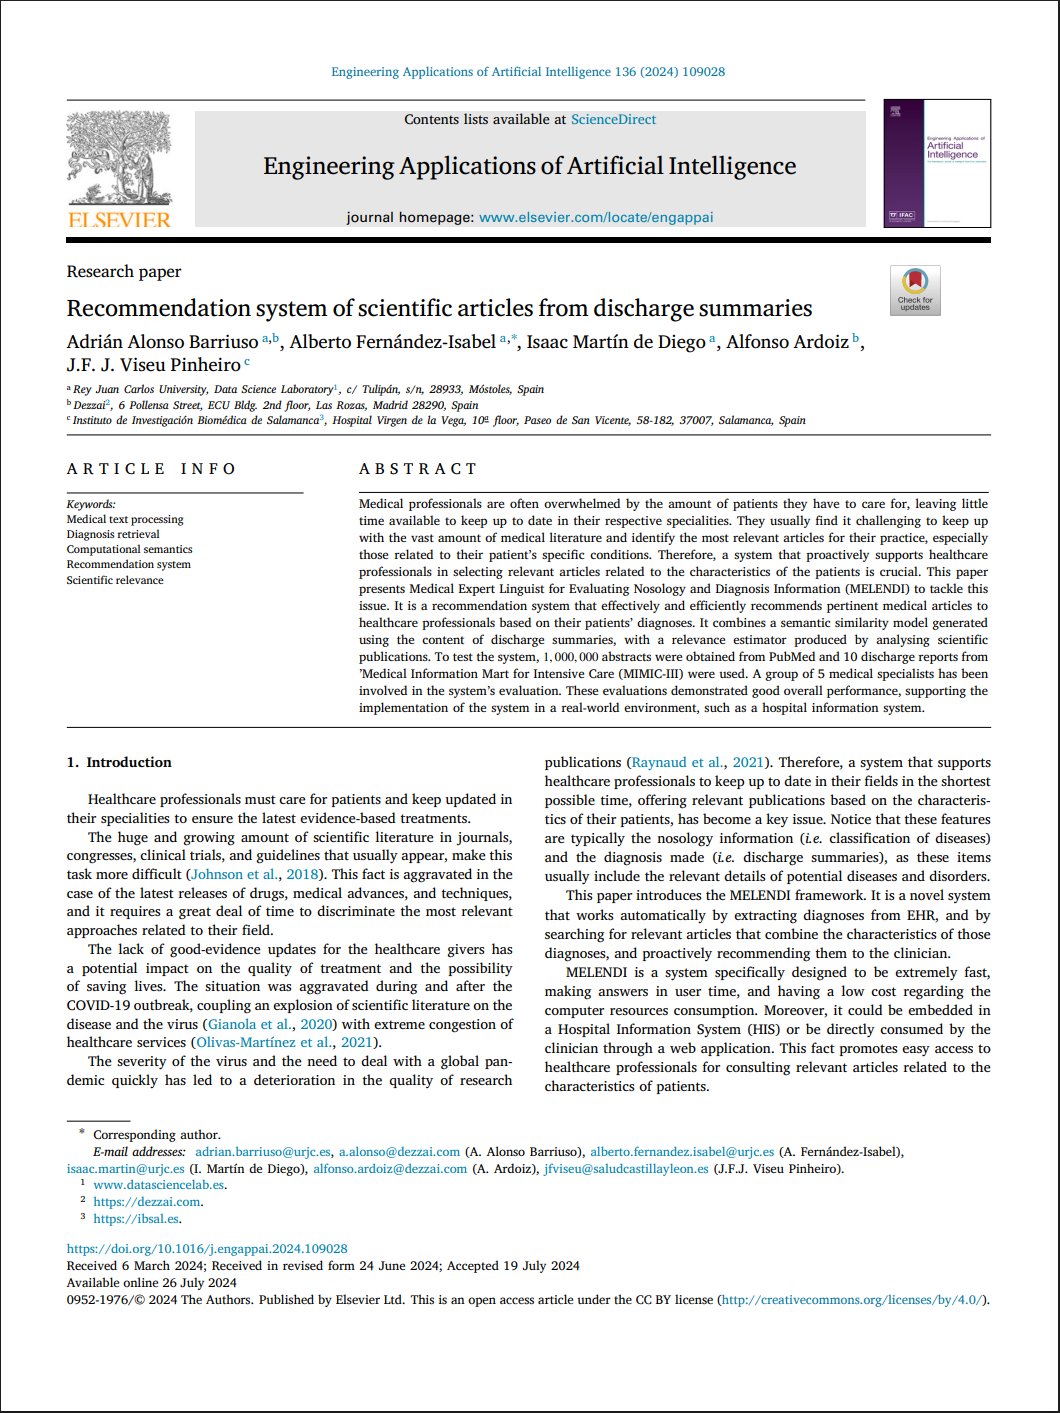 Engineering Applications of Artificial Intelligence 136 (2024) 109028
Contents lists available at ScienceDirect
Engineering Applications of Artificial Intelligence
journal homepage: www.elsevier.com/locate/engappai
ELSEVIER
Engineering Applications of
Artificial
Intelligence
IFAC
Research paper
Check for
updates
Recommendation system of scientific articles from discharge summaries
Adrián Alonso Barriuso a,b, Alberto Fernández-Isabel a,*, Isaac Martín de Diego a, Alfonso Ardoiz b,
J.F. J. Viseu Pinheiro c
a Rey Juan Carlos University, Data Science Laboratory1, c/ Tulipán, s/n, 28933, Móstoles, Spain
b Dezzai2, 6 Pollensa Street, ECU Bldg. 2nd floor, Las Rozas, Madrid 28290, Spain
c Instituto de Investigación Biomédica de Salamanca3, Hospital Virgen de la Vega, 10ª floor, Paseo de San Vicente, 58-182, 37007, Salamanca, Spain
ARTICLE INFO
Keywords:
Medical text processing
Diagnosis retrieval
Computational semantics
Recommendation system
Scientific relevance
ABSTRACT
Medical professionals are often overwhelmed by the amount of patients they have to care for, leaving little
time available to keep up to date in their respective specialities. They usually find it challenging to keep up
with the vast amount of medical literature and identify the most relevant articles for their practice, especially
those related to their patient's specific conditions. Therefore, a system that proactively supports healthcare
professionals in selecting relevant articles related to the characteristics of the patients is crucial. This paper
presents Medical Expert Linguist for Evaluating Nosology and Diagnosis Information (MELENDI) to tackle this
issue. It is a recommendation system that effectively and efficiently recommends pertinent medical articles to
healthcare professionals based on their patients' diagnoses. It combines a semantic similarity model generated
using the content of discharge summaries, with a relevance estimator produced by analysing scientific
publications. To test the system, 1,000,000 abstracts were obtained from PubMed and 10 discharge reports from
'Medical Information Mart for Intensive Care (MIMIC-III) were used. A group of 5 medical specialists has been
involved in the system's evaluation. These evaluations demonstrated good overall performance, supporting the
implementation of the system in a real-world environment, such as a hospital information system.
1. Introduction
Healthcare professionals must care for patients and keep updated in
their specialities to ensure the latest evidence-based treatments.
The huge and growing amount of scientific literature in journals,
congresses, clinical trials, and guidelines that usually appear, make this
task more difficult (Johnson et al., 2018). This fact is aggravated in the
case of the latest releases of drugs, medical advances, and techniques,
and it requires a great deal of time to discriminate the most relevant
approaches related to their field.
The lack of good-evidence updates for the healthcare givers has
a potential impact on the quality of treatment and the possibility
of saving lives. The situation was aggravated during and after the
COVID-19 outbreak, coupling an explosion of scientific literature on the
disease and the virus (Gianola et al., 2020) with extreme congestion of
healthcare services (Olivas-Martínez et al., 2021).
The severity of the virus and the need to deal with a global pan-
demic quickly has led to a deterioration in the quality of research
publications (Raynaud et al., 2021). Therefore, a system that supports
healthcare professionals to keep up to date in their fields in the shortest
possible time, offering relevant publications based on the characteris-
tics of their patients, has become a key issue. Notice that these features
are typically the nosology information (i.e. classification of diseases)
and the diagnosis made (i.e. discharge summaries), as these items
usually include the relevant details of potential diseases and disorders.
This paper introduces the MELENDI framework. It is a novel system
that works automatically by extracting diagnoses from EHR, and by
searching for relevant articles that combine the characteristics of those
diagnoses, and proactively recommending them to the clinician.
MELENDI is a system specifically designed to be extremely fast,
making answers in user time, and having a low cost regarding the
computer resources consumption. Moreover, it could be embedded in
a Hospital Information System (HIS) or be directly consumed by the
clinician through a web application. This fact promotes easy access to
healthcare professionals for consulting relevant articles related to the
characteristics of patients.
* Corresponding author.
E-mail addresses: adrian.barriuso@urjc.es, a.alonso@dezzai.com (A. Alonso Barriuso), alberto.fernandez.isabel@urjc.es (A. Fernández-Isabel),
isaac.martin@urjc.es (I. Martín de Diego), alfonso.ardoiz@dezzai.com (A. Ardoiz), jfviseu@saludcastillayleon.es (J.F.J. Viseu Pinheiro).
1 www.datasciencelab.es.
2 https://dezzai.com.
3 https://ibsal.es.
https://doi.org/10.1016/j.engappai.2024.109028
Received 6 March 2024; Received in revised form 24 June 2024; Accepted 19 July 2024
Available online 26 July 2024
0952-1976/© 2024 The Authors. Published by Elsevier Ltd. This is an open access article under the CC BY license (http://creativecommons.org/licenses/by/4.0/).